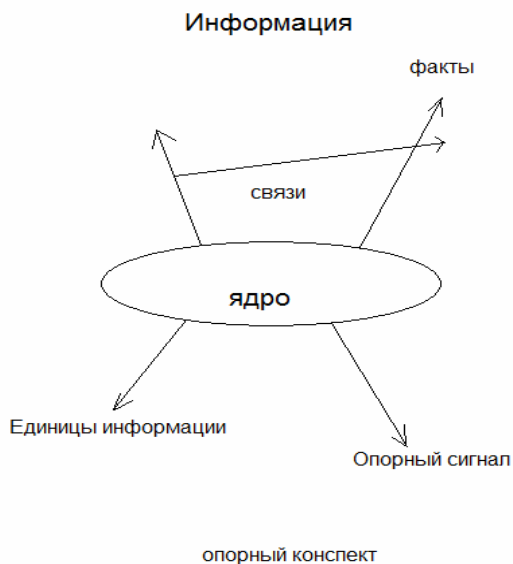 Информация
факты
связи
ядро
Единицы информации
Опорный сигнал
опорный конспект